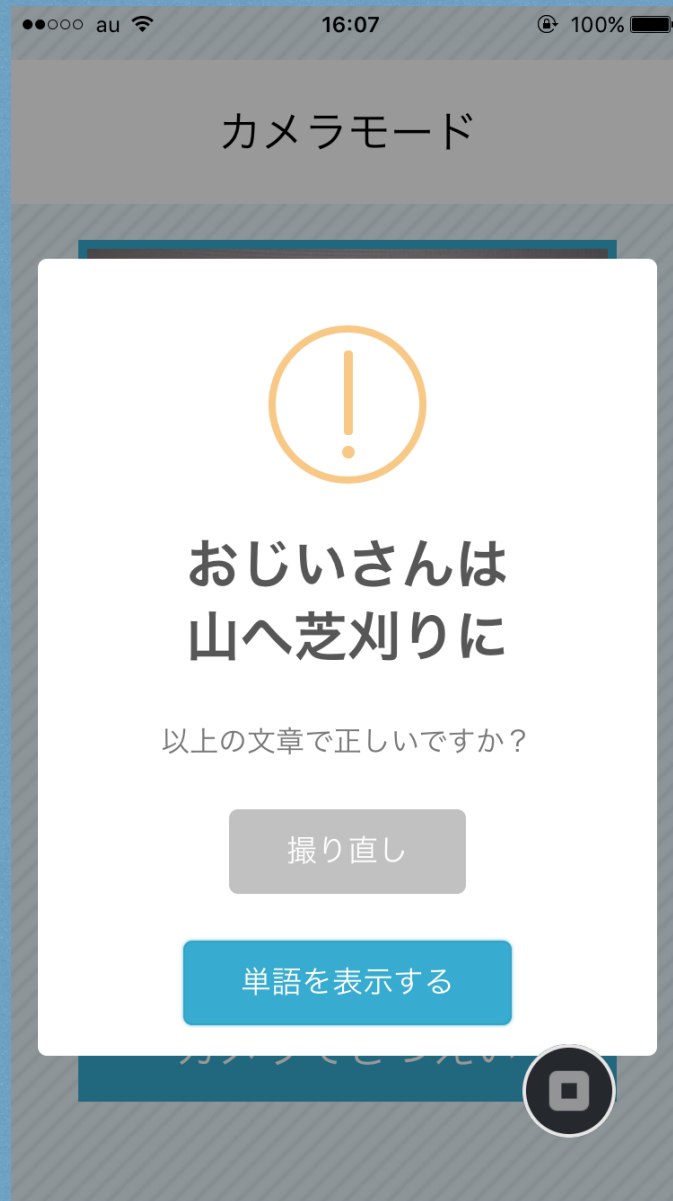 au 16:07 100%
カメラモード
おじいさんは
山へ芝刈りに
以上の文章で正しいですか？
撮り直し
単語を表示する